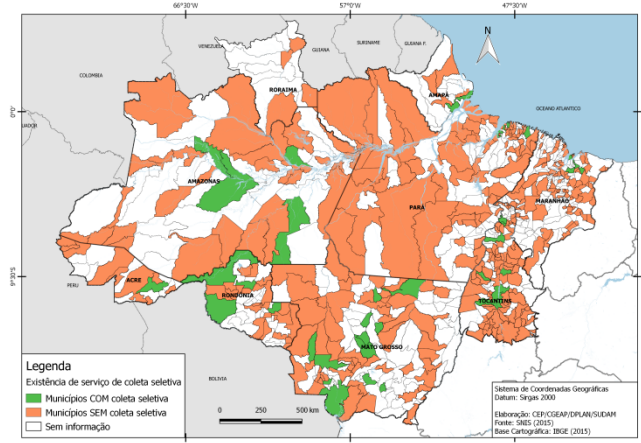 66°30'W 57°0'W 47°30'W
N
VENEZUELA
GUIANA
SURINAME
GUIANA F.
COLOMBIA
RORAIMA
AMAPÁ
OCEANO ATLANTICO
0°0'
AMAZONAS
PARÁ
MARANHÃO
9°30'S
PERU
ACRE
RONDÔNIA
TOCANTINS
MATO GROSSO
BOLIVIA
Legenda
Existência de serviço de coleta seletiva
Municípios COM coleta seletiva
Municípios SEM coleta seletiva
Sem informação
0 250 500 km
Sistema de Coordenadas Geográficas
Datum: Sirgas 2000
Elaboração: CEP/CGEAP/DPLAN/SUDAM
Fonte: SNIS (2015)
Base Cartográfica: IBGE (2015)